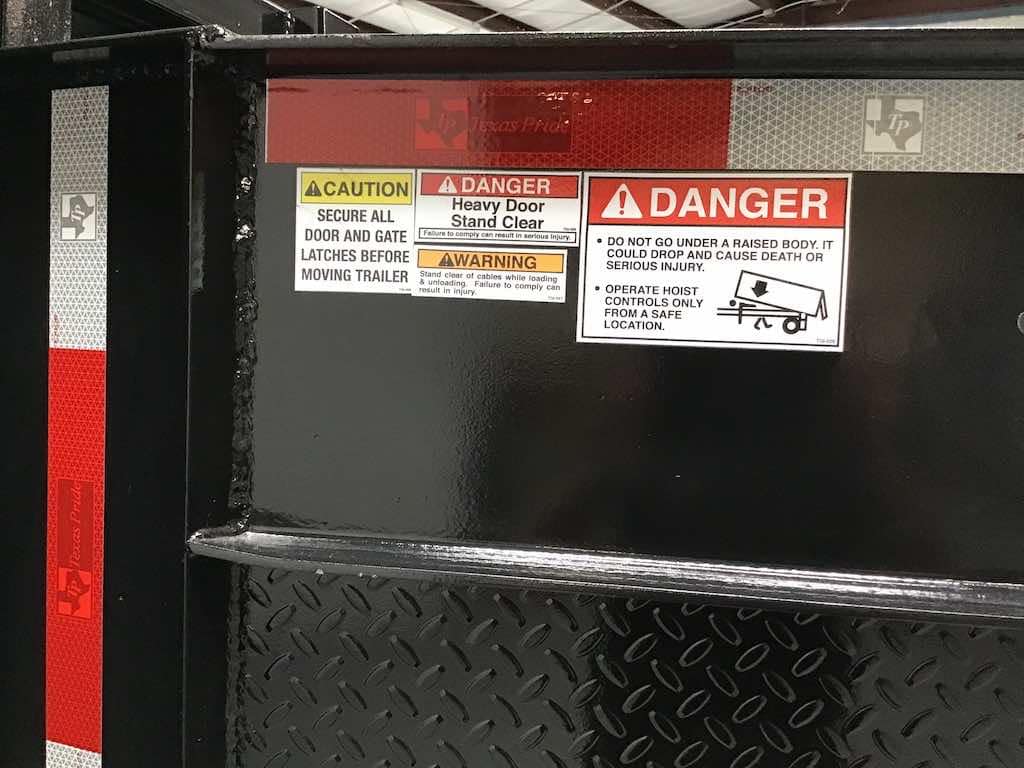 Texas Pride
TP
CAUTION
SECURE ALL
DOOR AND GATE
LATCHES BEFORE
MOVING TRAILER
DANGER
Heavy Door
Stand Clear
Failure to comply can result in serious injury.
WARNING
Stand clear of cables while loading
& unloading. Failure to comply can
result in injury.
DANGER
• DO NOT GO UNDER A RAISED BODY. IT
COULD DROP AND CAUSE DEATH OR
SERIOUS INJURY.
• OPERATE HOIST
CONTROLS ONLY
FROM A SAFE
LOCATION.
TP
Texas Pride